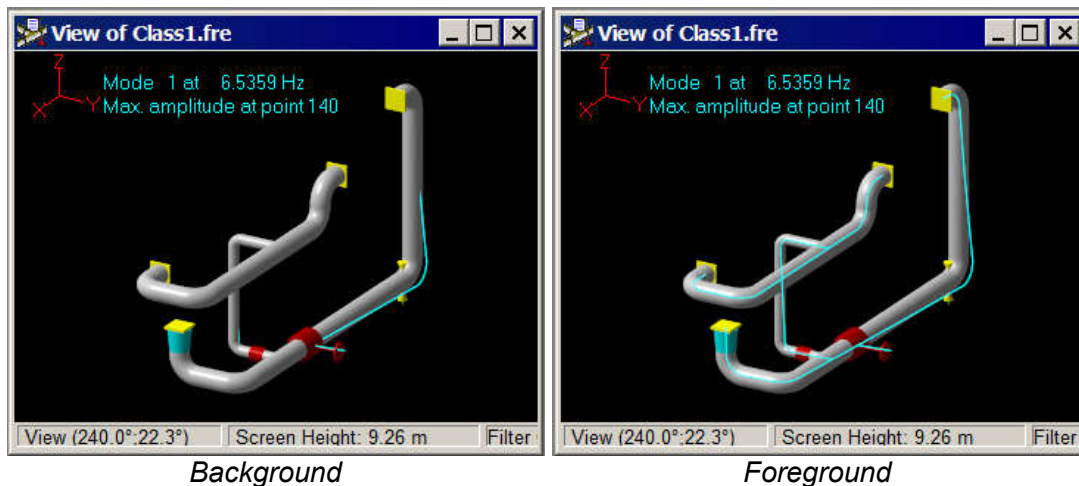 View of Class1.fre
Z
X
Y
Mode 1 at 6.5359 Hz
Max. amplitude at point 140
View (240.0°;22.3°)
Screen Height: 9.26 m
Filter
Background
View of Class1.fre
Z
X
Y
Mode 1 at 6.5359 Hz
Max. amplitude at point 140
View (240.0°;22.3°)
Screen Height: 9.26 m
Filter
Foreground